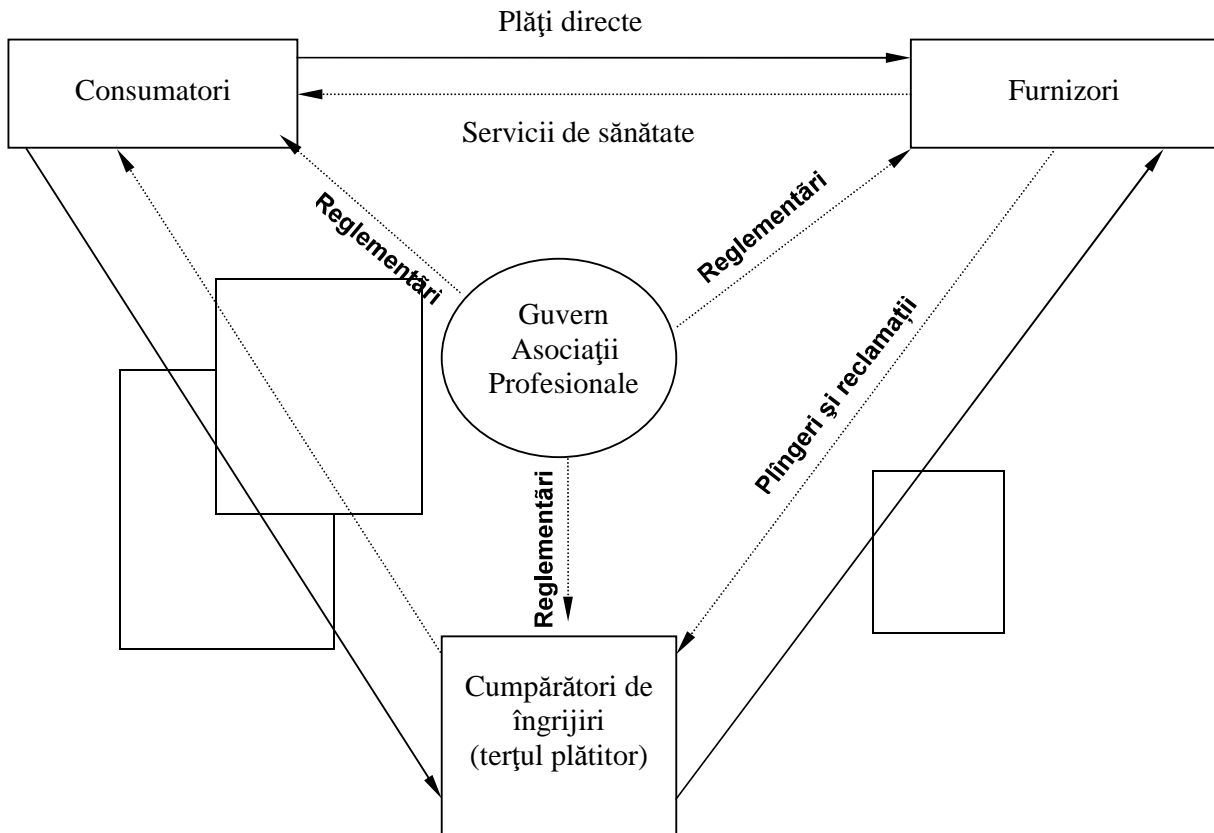 Plăţi directe
Consumatori
Furnizori
Servicii de sănătate
Reglementări
Reglementări
Guvern
Asociaţii
Profesionale
Plîngeri şi reclamaţii
Reglementări
Cumpărători de
îngrijiri
(terţul plătitor)